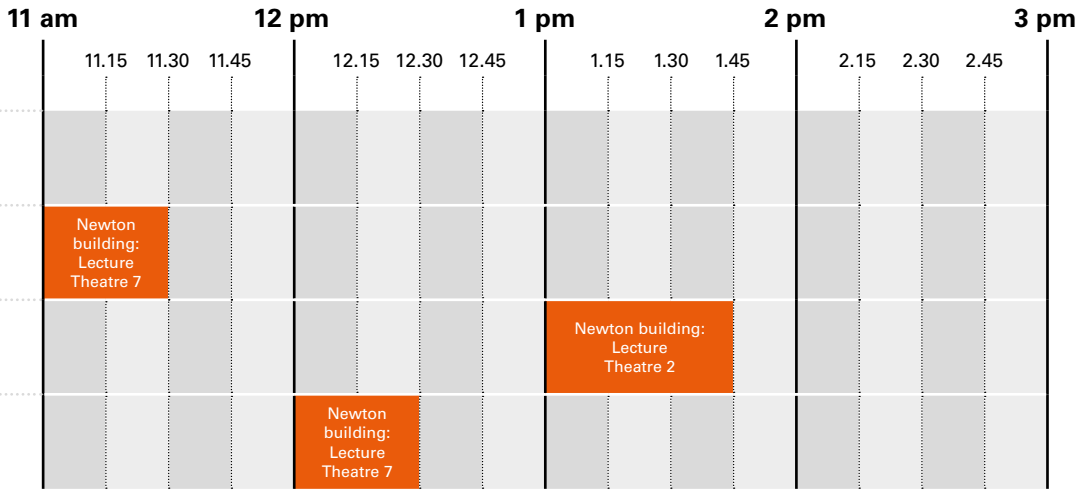 11 am 12 pm 1 pm 2 pm 3 pm
11.15 11.30 11.45 12.15 12.30 12.45 1.15 1.30 1.45 2.15 2.30 2.45
Newton
building:
Lecture
Theatre 7
Newton building:
Lecture
Theatre 2
Newton
building:
Lecture
Theatre 7